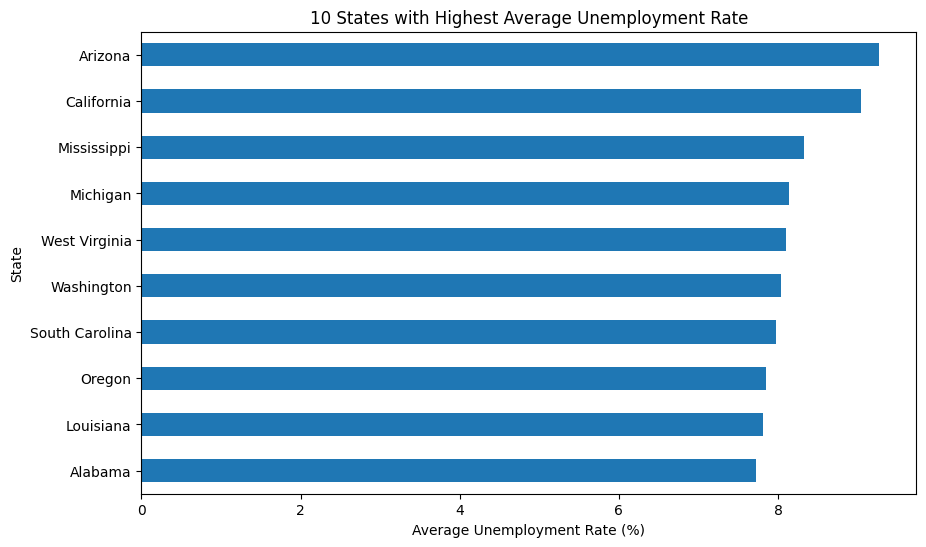 10 States with Highest Average Unemployment Rate
State
Arizona
California
Mississippi
Michigan
West Virginia
Washington
South Carolina
Oregon
Louisiana
Alabama
0 2 4 6 8
Average Unemployment Rate (%)